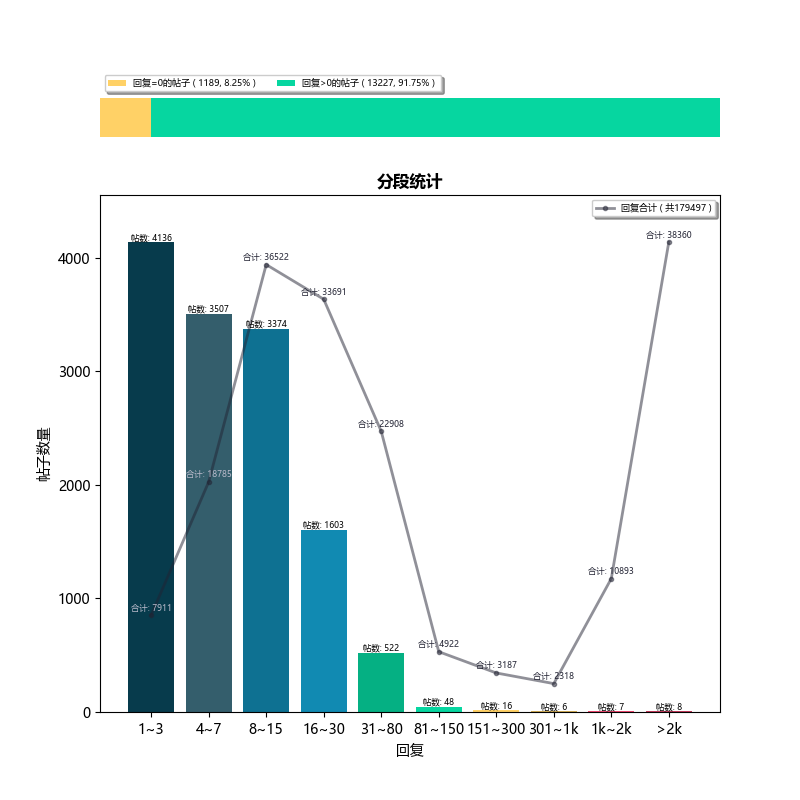 回复=0的帖子 ( 1189, 8.25% )
回复>0的帖子 ( 13227, 91.75% )
分段统计
回复合计 ( 共179497 )
帖子数量
4000
3000
2000
1000
0
帖数: 4136
帖数: 3507
帖数: 3374
帖数: 1603
帖数: 522
帖数: 48
帖数: 16
帖数: 6
帖数: 7
帖数: 8
合计: 7911
合计: 18785
合计: 36522
合计: 33691
合计: 22908
合计: 4922
合计: 3187
合计: 2318
合计: 10893
合计: 38360
1~3
4~7
8~15
16~30
31~80
81~150
151~300
301~1k
1k~2k
>2k
回复